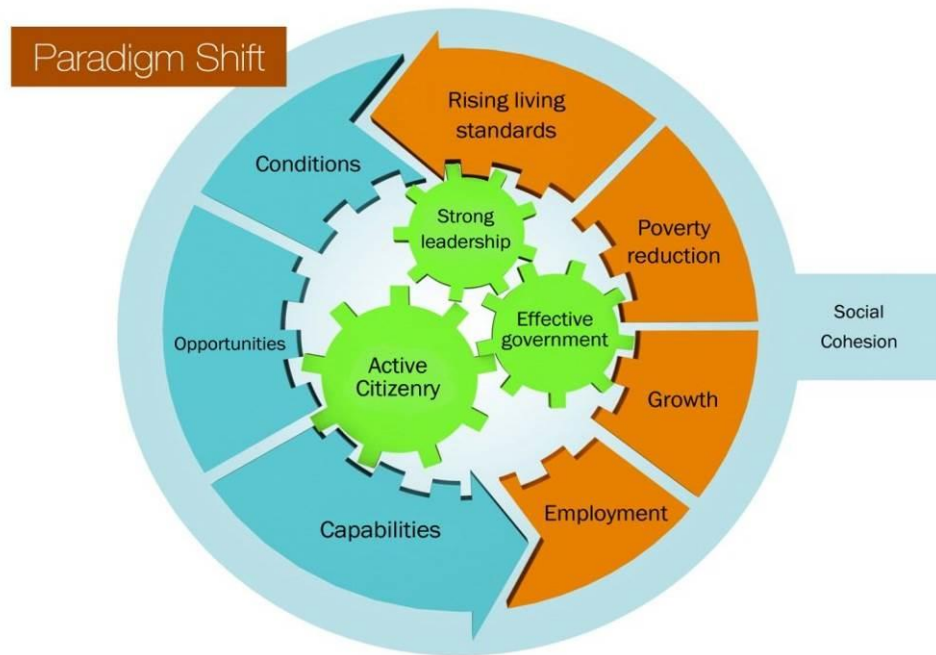 Paradigm Shift
Rising living
standards
Conditions
Strong
leadership
Poverty
reduction
Opportunities
Effective
government
Social
Cohesion
Active
Citizenry
Growth
Capabilities
Employment